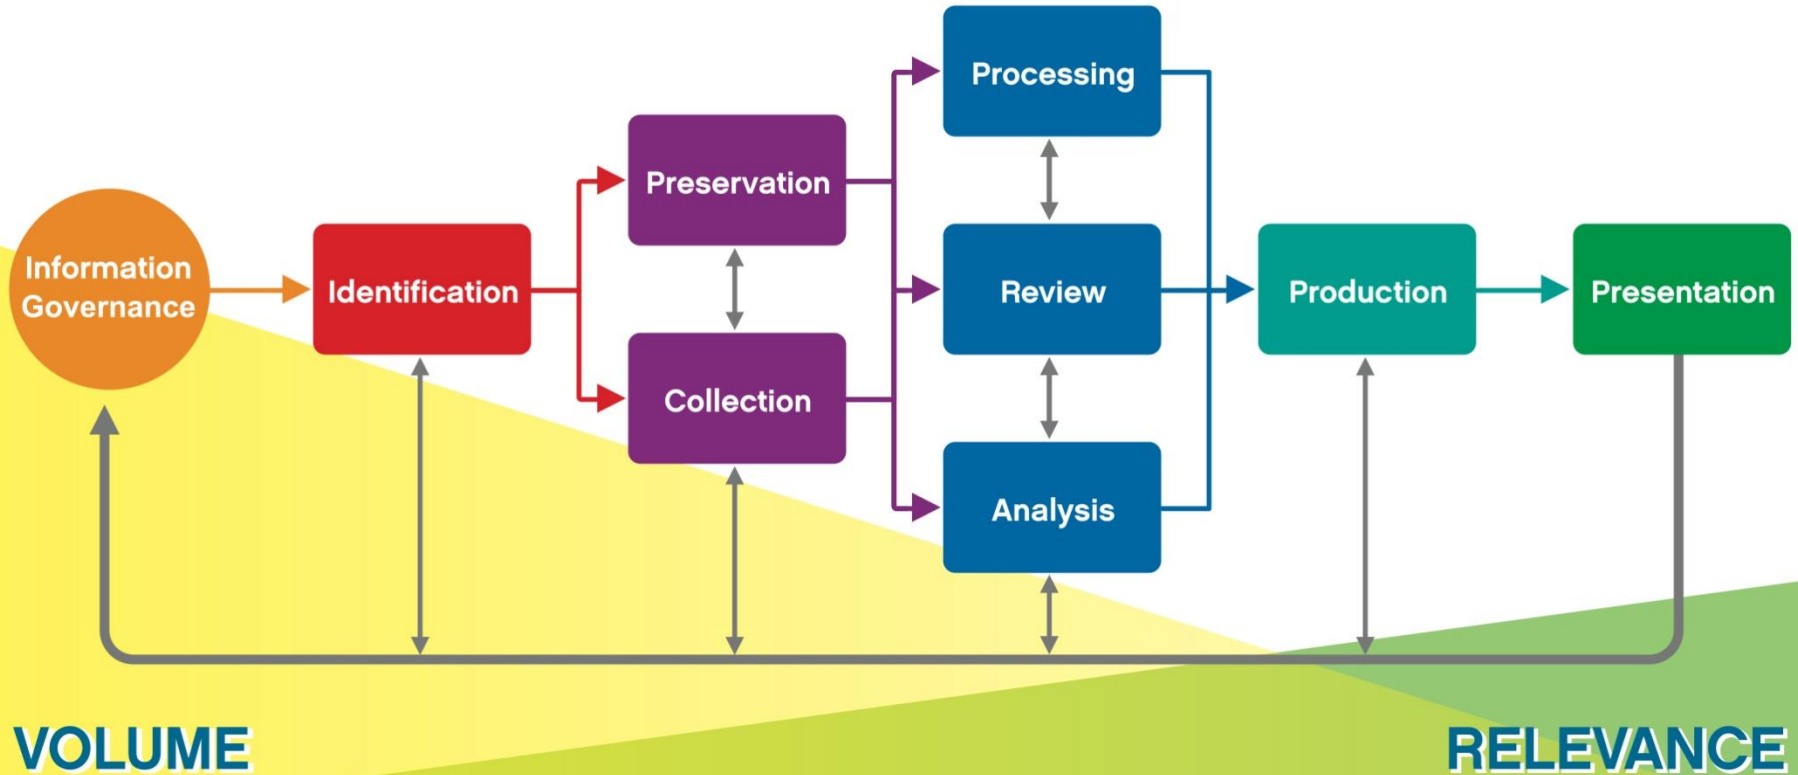 Information
Governance
Identification
Preservation
Collection
Processing
Review
Analysis
Production
Presentation
VOLUME
RELEVANCE